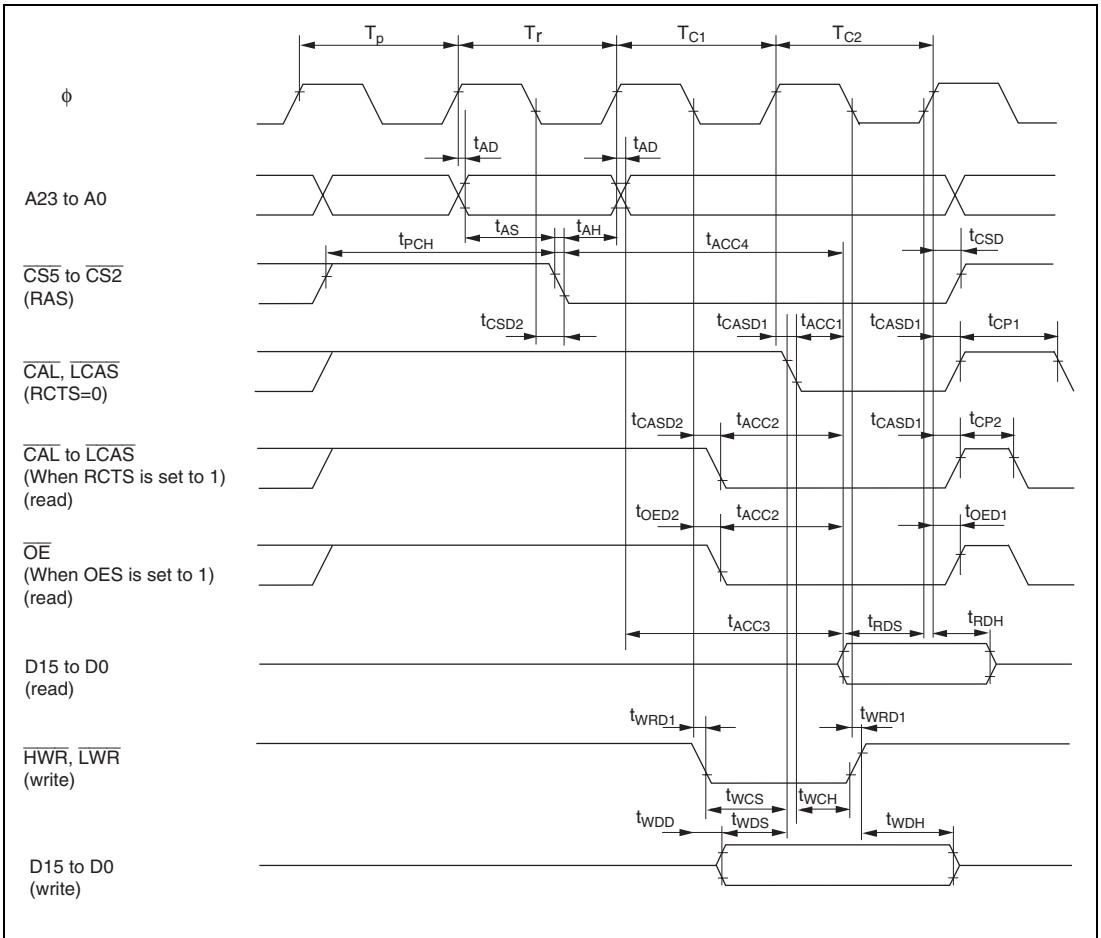 Tp Tr TC1 TC2
ϕ
tAD tAD
A23 to A0
tAS tAH
tPCH tACC4 tCSD
CS5 to CS2
(RAS)
tCSD2 tCASD1 tACC1 tCASD1 tCP1
CAL, LCAS
(RCTS=0)
tCASD2 tACC2 tCASD1 tCP2
CAL to LCAS
(When RCTS is set to 1)
(read)
tOED2 tACC2 tOED1
OE
(When OES is set to 1)
(read)
tACC3 tRDS tRDH
D15 to D0
(read)
tWRD1 tWRD1
HWR, LWR
(write)
tWCS tWCH
tWDD tWDS tWDH
D15 to D0
(write)